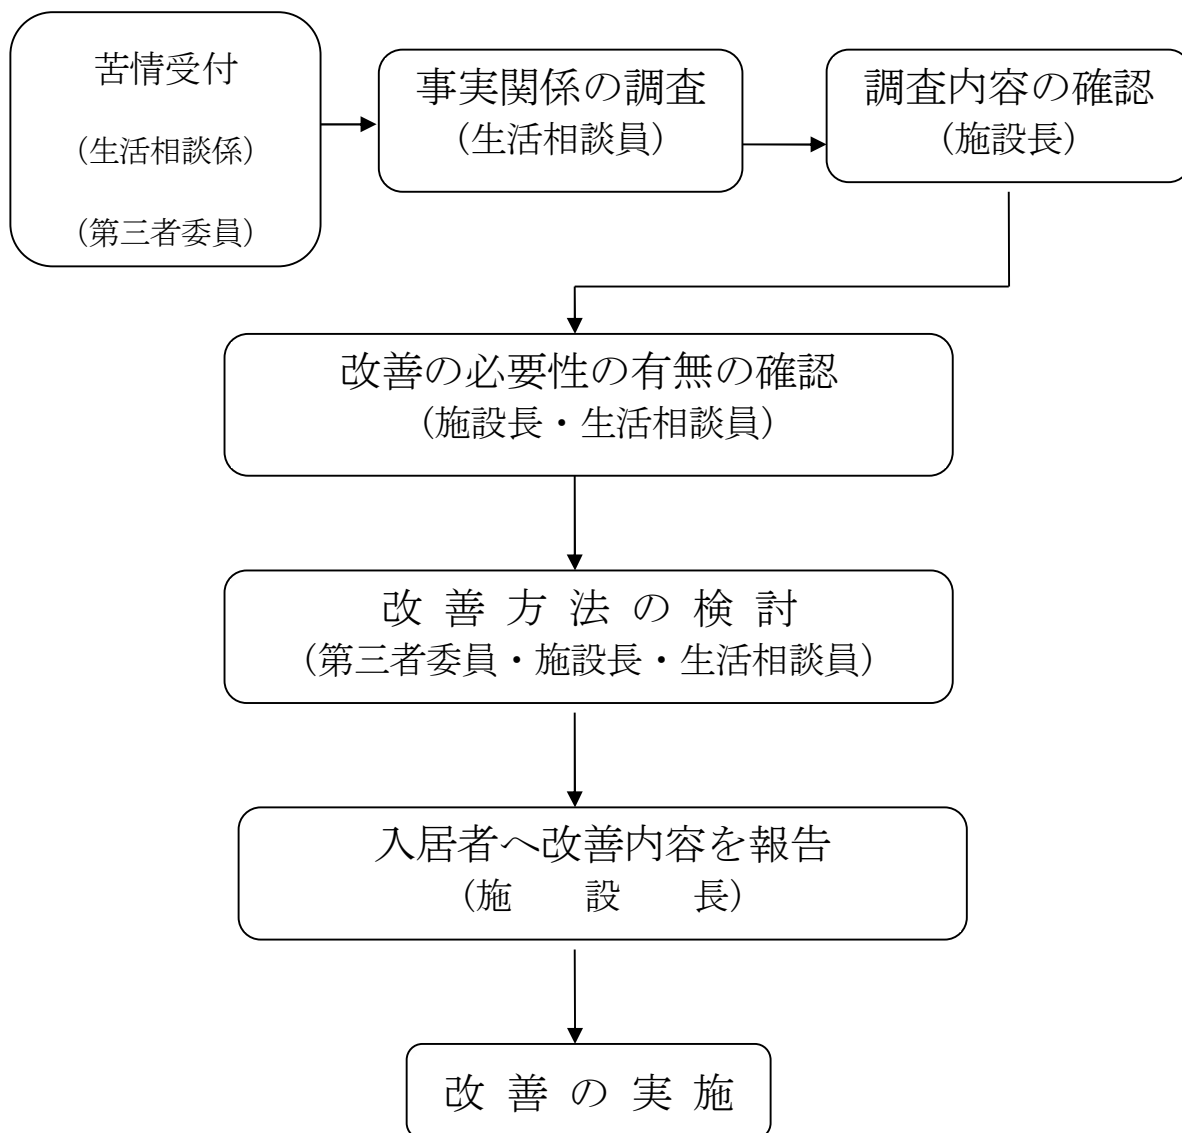 苦情受付
（生活相談係）
（第三者委員）
事実関係の調査
（生活相談員）
調査内容の確認
（施設長）
改善の必要性の有無の確認
（施設長・生活相談員）
改 善 方 法 の 検 討
（第三者委員・施設長・生活相談員）
入居者へ改善内容を報告
（施　設　長）
改 善 の 実 施